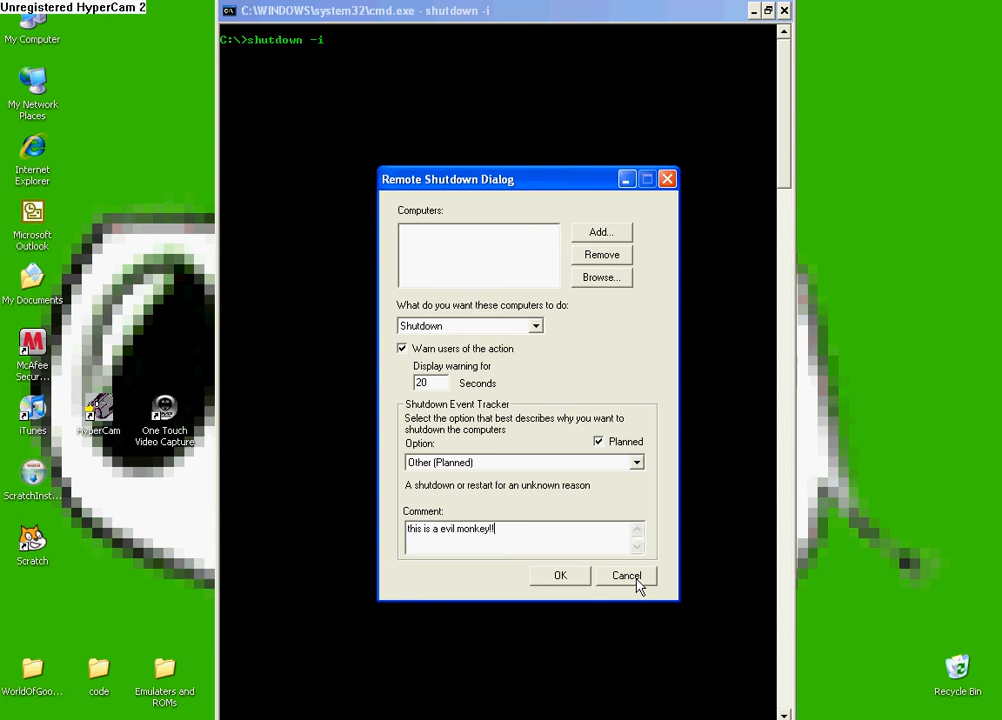 Unregistered HyperCam 2
My Computer
My Network
Places
Internet
Explorer
Microsoft
Outlook
My Documents
McAfee
Secur...
iTunes
HyperCam
One Touch
Video Capture
ScratchInst...
Scratch
WorldOfGoo...
code
Emulaters and
ROMs
C:\WINDOWS\system32\cmd.exe - shutdown -i
C:\>shutdown -i
Remote Shutdown Dialog
Computers:
Add...
Remove
Browse...
What do you want these computers to do:
Shutdown
Warn users of the action
Display warning for
20 Seconds
Shutdown Event Tracker
Select the option that best describes why you want to
shutdown the computers
Option:
Planned
Other (Planned)
A shutdown or restart for an unknown reason
Comment:
this is a evil monkey!!
OK
Cancel
Recycle Bin